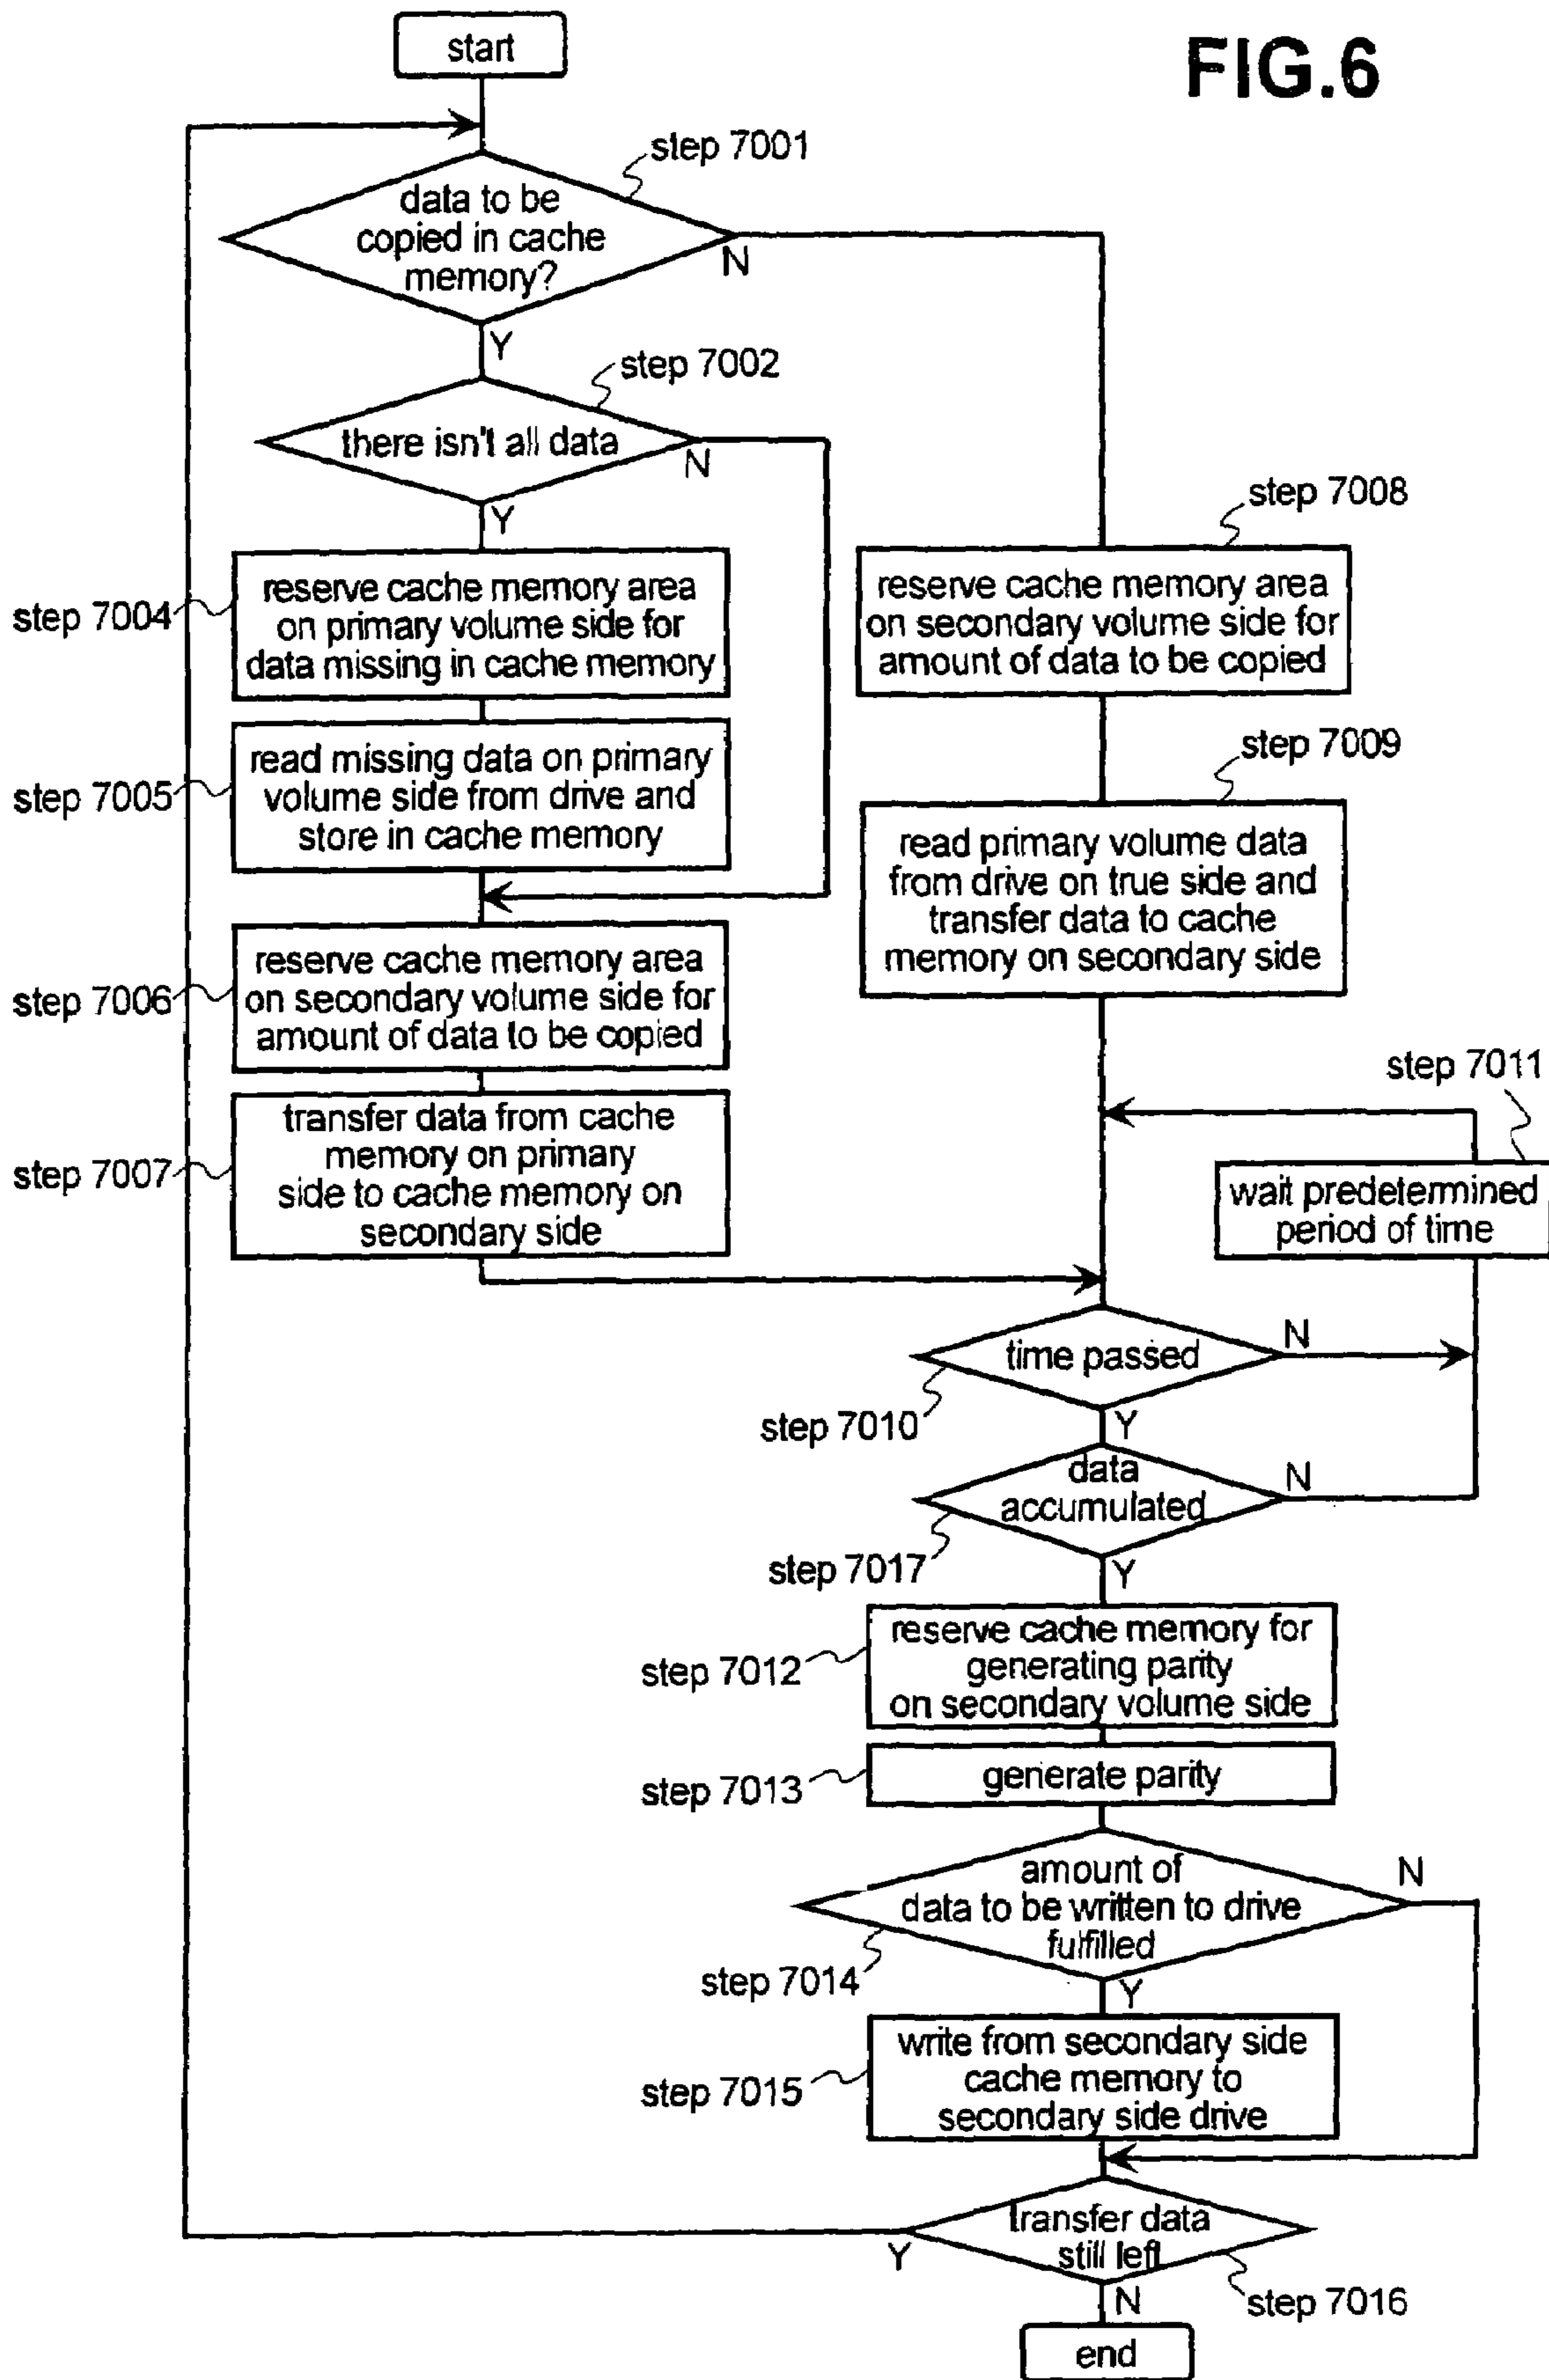 FIG.6
start
step 7001
data to be
copied in cache
memory?
N
Y
step 7002
there isn't all data
N
Y
step 7004
reserve cache memory area
on primary volume side for
data missing in cache memory
step 7005
read missing data on primary
volume side from drive and
store in cache memory
step 7006
reserve cache memory area
on secondary volume side for
amount of data to be copied
step 7007
transfer data from cache
memory on primary
side to cache memory on
secondary side
step 7008
reserve cache memory area
on secondary volume side for
amount of data to be copied
step 7009
read primary volume data
from drive on true side and
transfer data to cache
memory on secondary side
step 7011
wait predetermined
period of time
time passed
N
step 7010
Y
data
accumulated
N
step 7017
Y
step 7012
reserve cache memory for
generating parity
on secondary volume side
step 7013
generate parity
amount of
data to be written to drive
fulfilled
N
step 7014
Y
step 7015
write from secondary side
cache memory to
secondary side drive
transfer data
still left
Y
step 7016
N
end